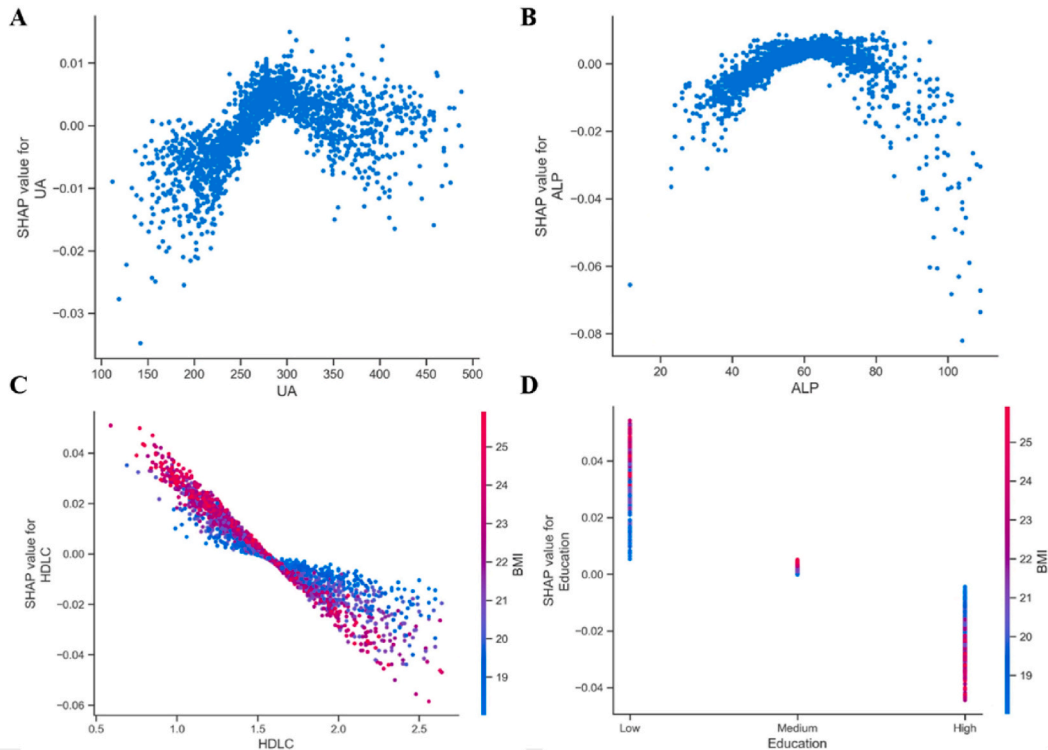 A
SHAP value for
UA
0.01
0.00
−0.01
−0.02
−0.03
100 150 200 250 300 350 400 450 500
UA
B
SHAP value for
ALP
0.00
−0.02
−0.04
−0.06
−0.08
20 40 60 80 100
ALP
C
SHAP value for
HDLC
0.04
0.02
0.00
−0.02
−0.04
−0.06
0.5 1.0 1.5 2.0 2.5
HDLC
25
24
23
22
21
20
19
BMI
D
SHAP value for
Education
0.04
0.02
0.00
−0.02
−0.04
Low Medium High
Education
25
24
23
22
21
20
19
BMI